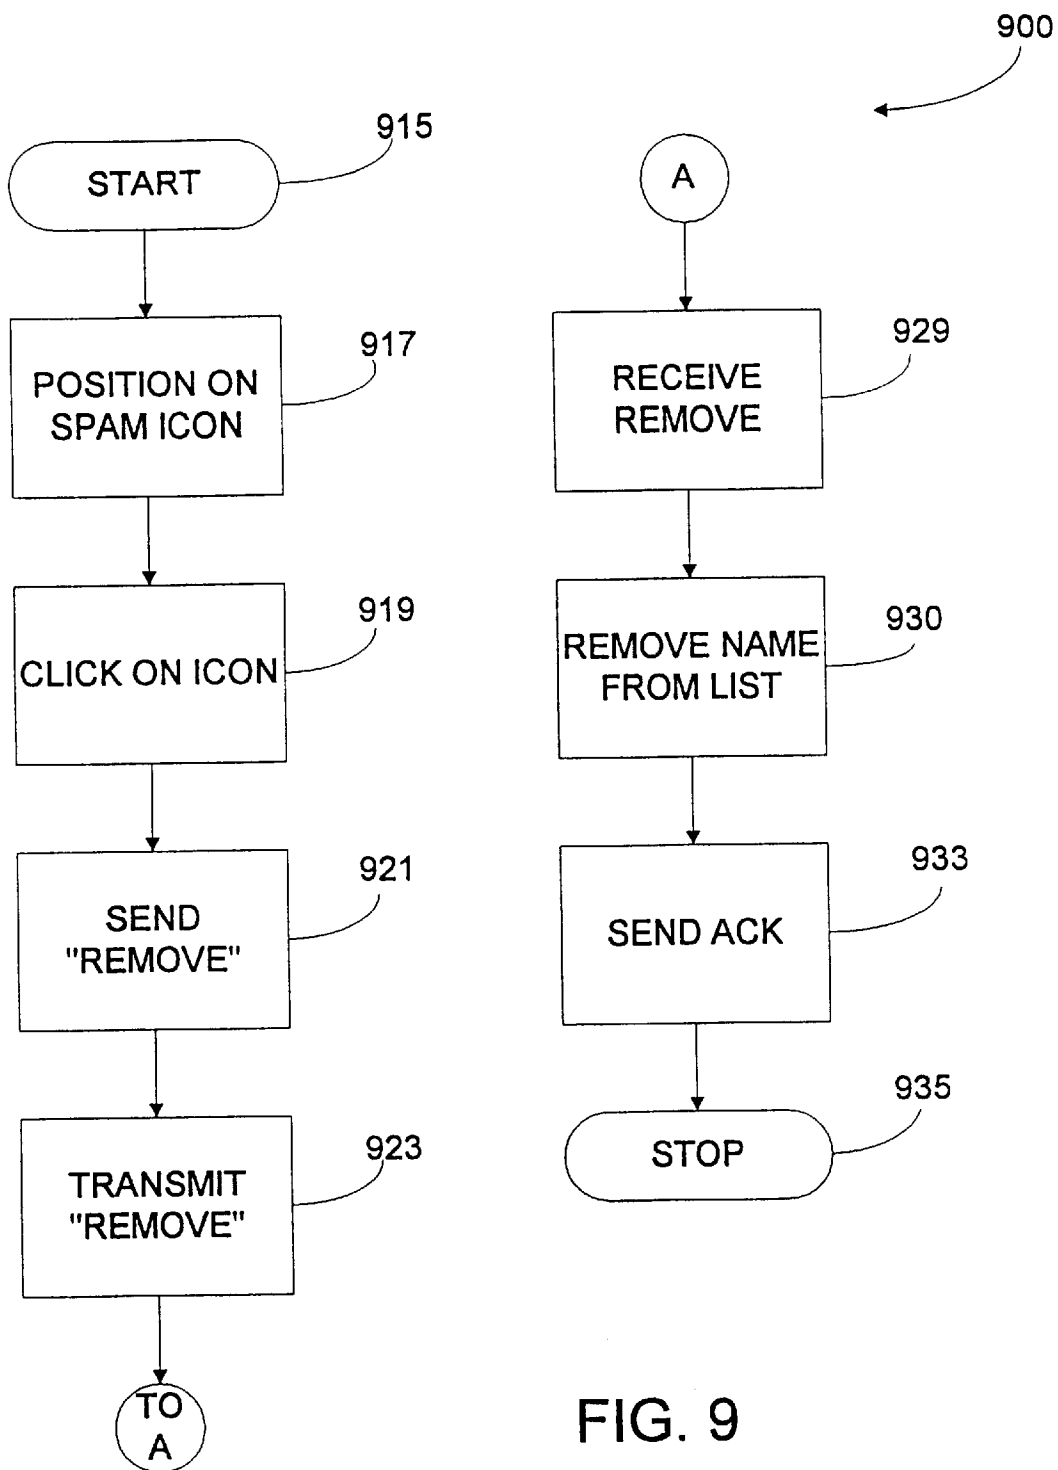 900
915
START
917
POSITION ON
SPAM ICON
919
CLICK ON ICON
921
SEND
"REMOVE"
923
TRANSMIT
"REMOVE"
TO
A
A
929
RECEIVE
REMOVE
930
REMOVE NAME
FROM LIST
933
SEND ACK
935
STOP
FIG. 9